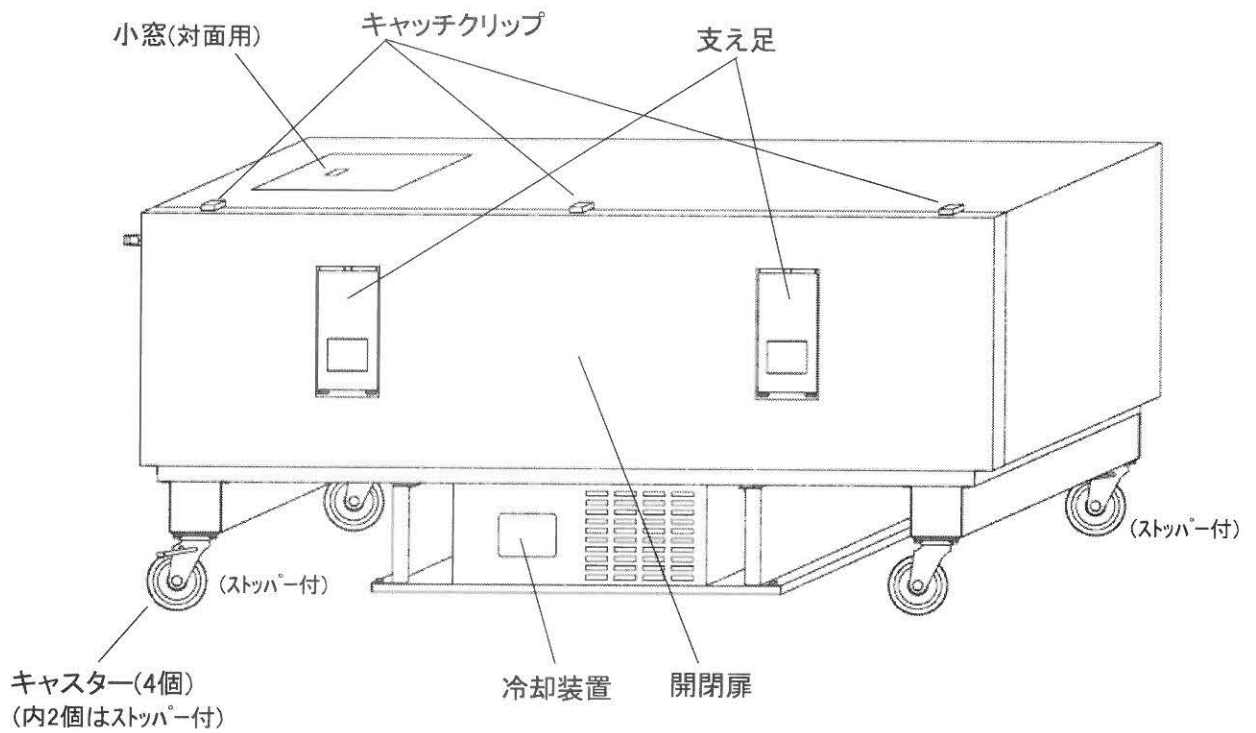 小窓(対面用)
キャッチクリップ
支え足
(ストッパー付)
(ストッパー付)
キャスター(4個)
(内2個はストッパー付)
冷却装置
開閉扉